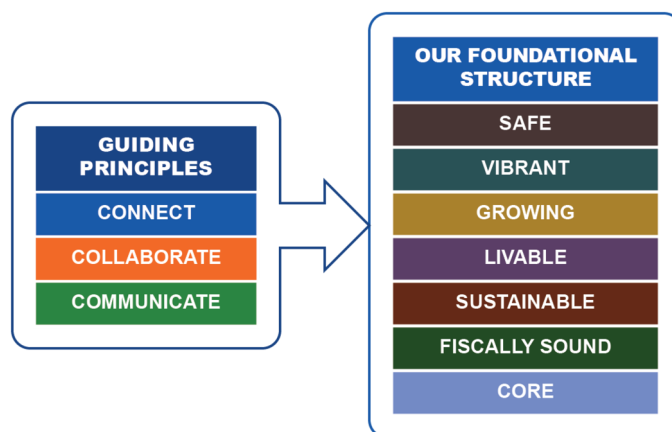 GUIDING
PRINCIPLES
CONNECT
COLLABORATE
COMMUNICATE
OUR FOUNDATIONAL
STRUCTURE
SAFE
VIBRANT
GROWING
LIVABLE
SUSTAINABLE
FISCALLY SOUND
CORE